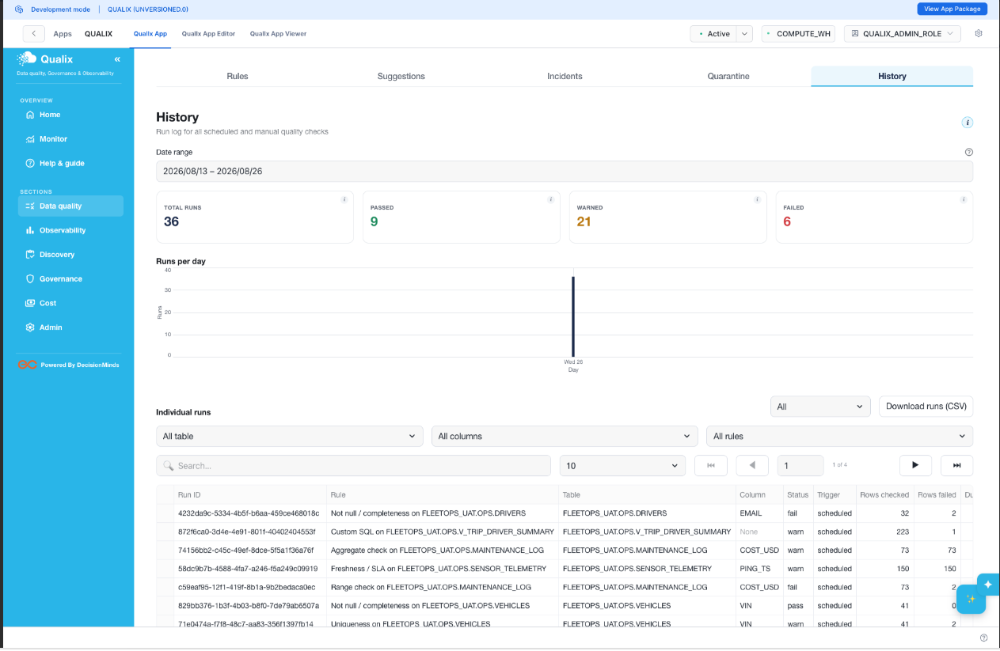 Development mode | QUALIX (UNVERSIONED.0) View App Package
Apps QUALIX Qualix App Qualix App Editor Qualix App Viewer Active COMPUTE_WH QUALIX_ADMIN_ROLE
Qualix «
Data quality, Governance & Observability
OVERVIEW
Home
Monitor
Help & guide
SECTIONS
Data quality
Observability
Discovery
Governance
Cost
Admin
Powered By DecisionMinds
Rules Suggestions Incidents Quarantine History
History
Run log for all scheduled and manual quality checks
Date range
2026/08/13 – 2026/08/26
TOTAL RUNS
36
PASSED
9
WARNED
21
FAILED
6
Runs per day
40
30
20
10
0
Runs
Wed 26
Day
Individual runs
All Download runs (CSV)
All table All columns All rules
Search... 10 1 1 of 4
Run ID Rule Table Column Status Trigger Rows checked Rows failed Du
4232da9c-5334-4b5f-b6aa-459ce468018c Not null / completeness on FLEETOPS_UAT.OPS.DRIVERS FLEETOPS_UAT.OPS.DRIVERS EMAIL fail scheduled 32 2
872f6ca0-3d4e-4e91-801f-40402404553f Custom SQL on FLEETOPS_UAT.OPS.V_TRIP_DRIVER_SUMMARY FLEETOPS_UAT.OPS.V_TRIP_DRIVER_SUMMARY None warn scheduled 223 1
74156bb2-c45c-49ef-8dce-5f5a1f36a76f Aggregate check on FLEETOPS_UAT.OPS.MAINTENANCE_LOG FLEETOPS_UAT.OPS.MAINTENANCE_LOG COST_USD warn scheduled 73 73
58dc9b7b-4588-4fa7-a246-f5a249c09919 Freshness / SLA on FLEETOPS_UAT.OPS.SENSOR_TELEMETRY FLEETOPS_UAT.OPS.SENSOR_TELEMETRY PING_TS warn scheduled 150 150
c59eaf95-12f1-419f-8b1a-9b2bedaca0ec Range check on FLEETOPS_UAT.OPS.MAINTENANCE_LOG FLEETOPS_UAT.OPS.MAINTENANCE_LOG COST_USD fail scheduled 73 2
829bb376-1b3f-4b03-b8f0-7de79ab6507a Not null / completeness on FLEETOPS_UAT.OPS.VEHICLES FLEETOPS_UAT.OPS.VEHICLES VIN pass scheduled 41 0
71e0474a-f7f8-48c7-aa83-356f1397fb14 Uniqueness on FLEETOPS_UAT.OPS.VEHICLES FLEETOPS_UAT.OPS.VEHICLES VIN warn scheduled 41 2